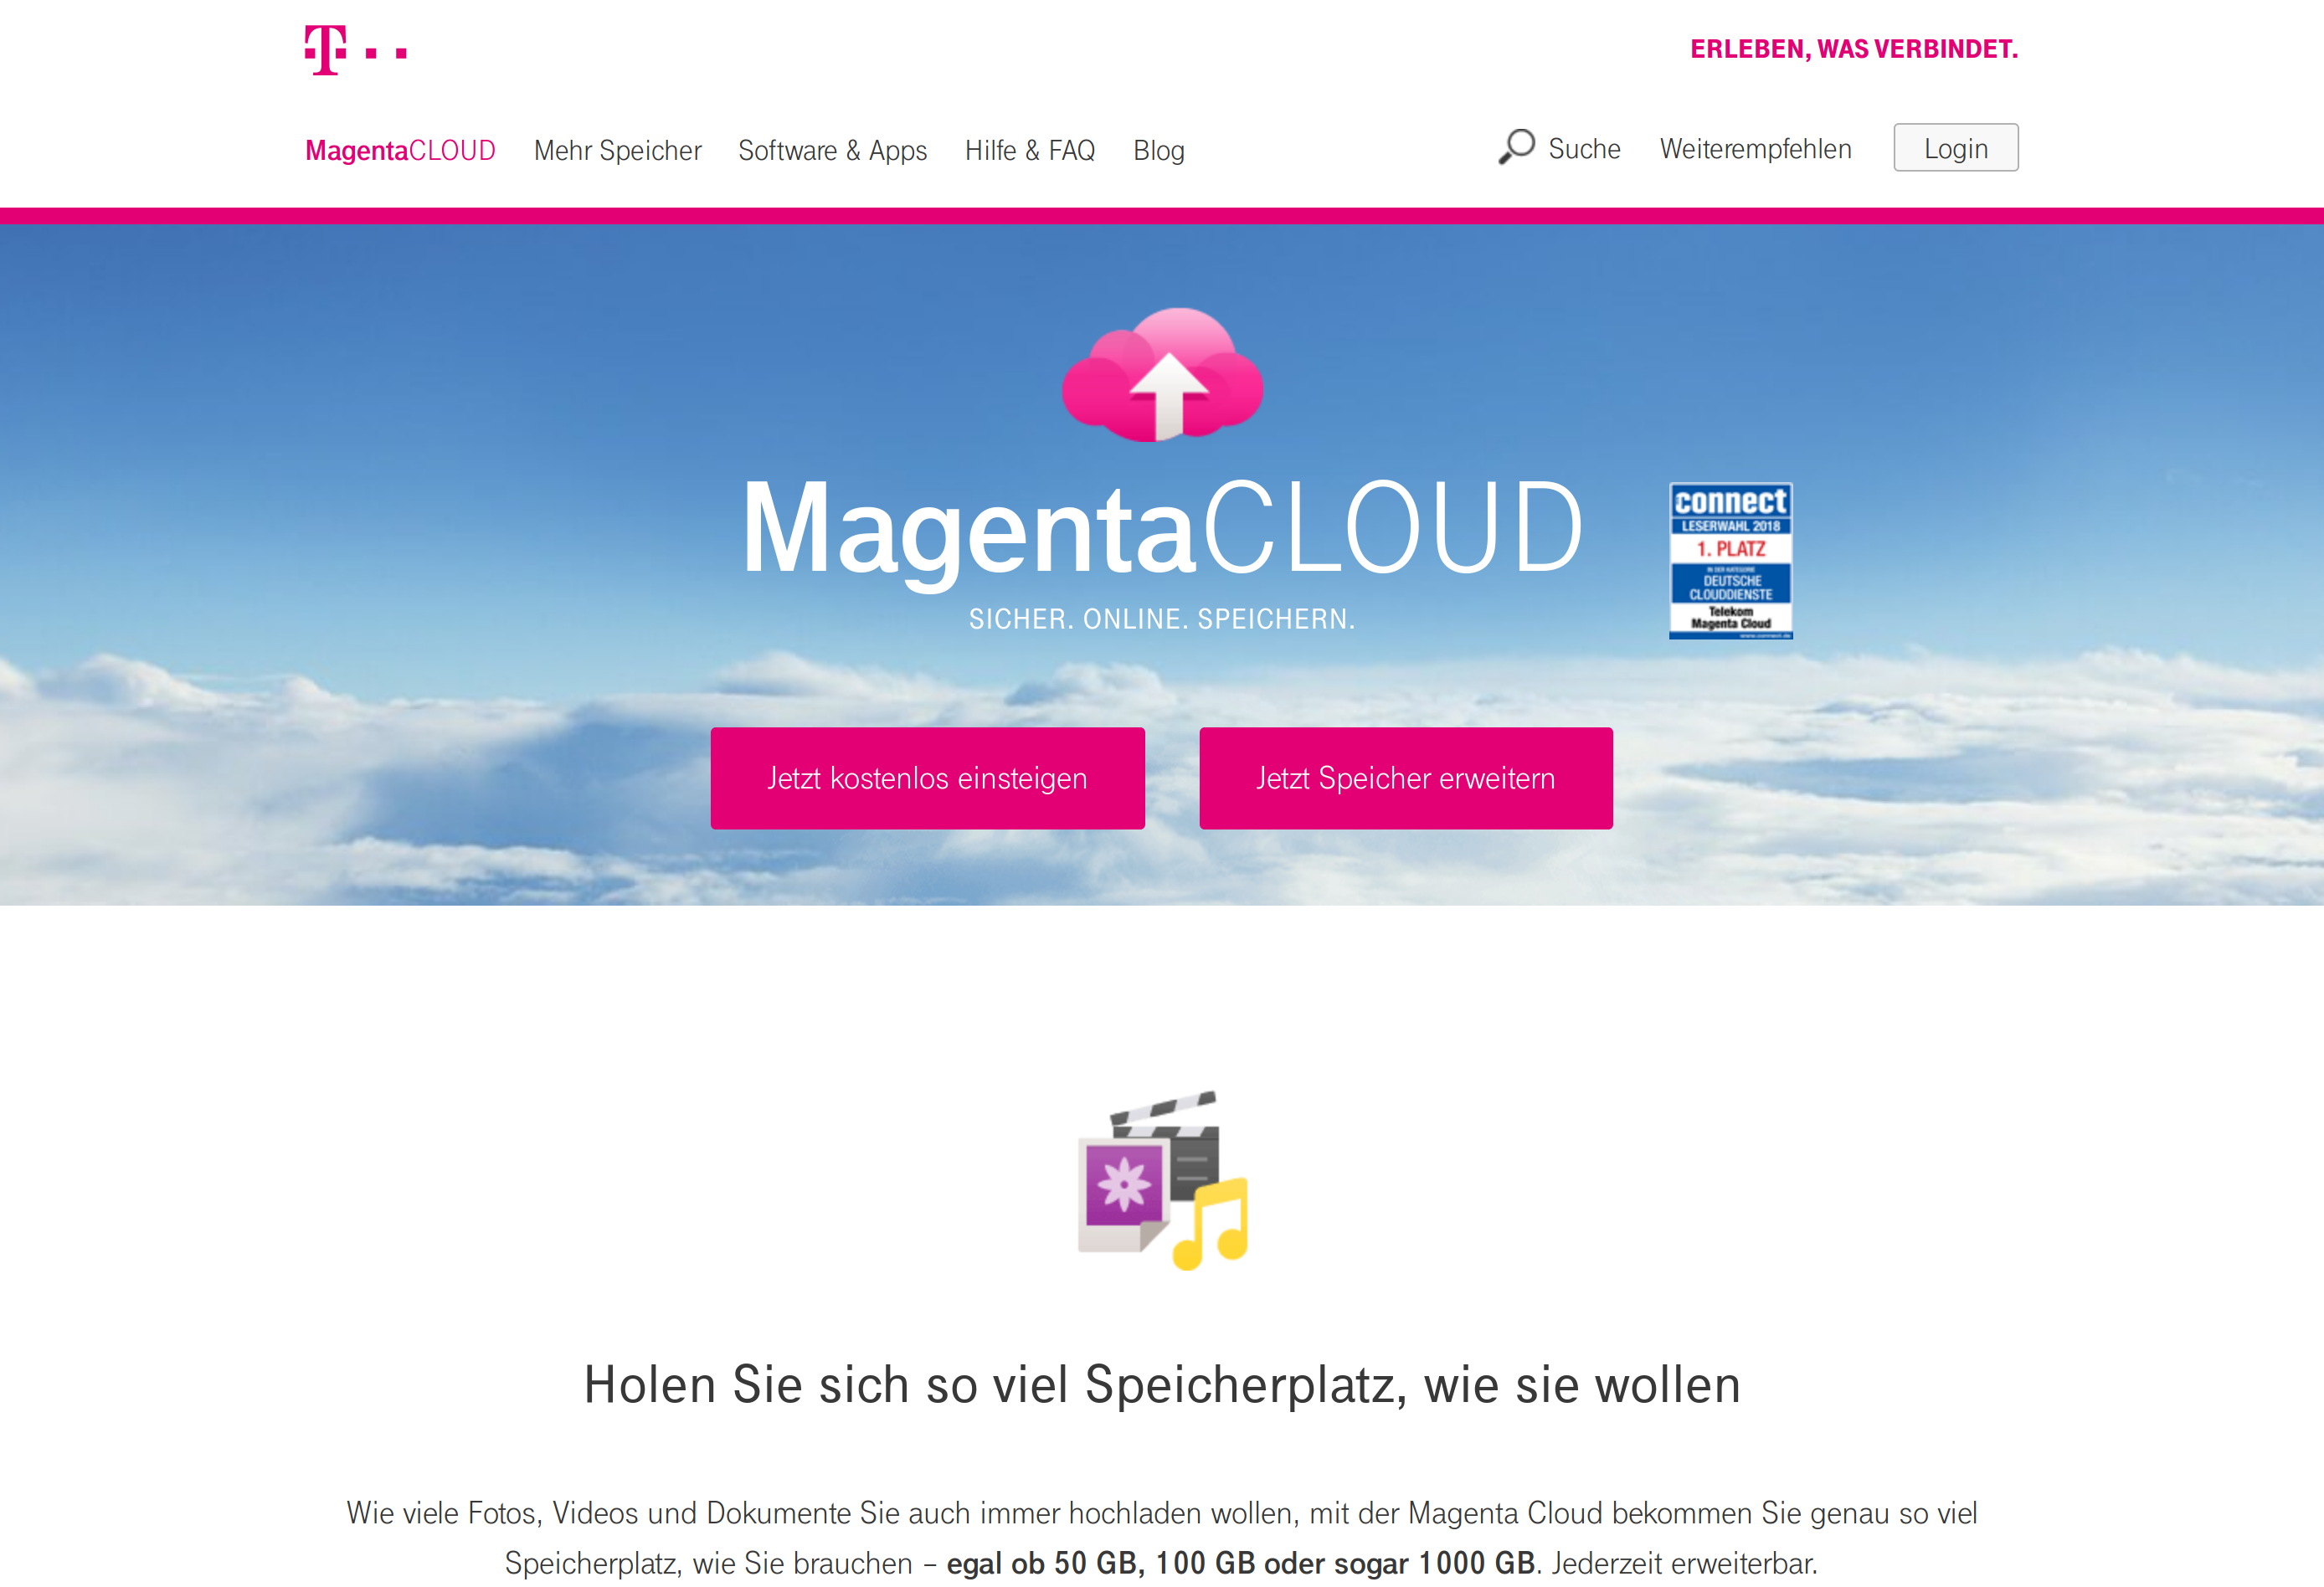 T
ERLEBEN, WAS VERBINDET.
MagentaCLOUD Mehr Speicher Software & Apps Hilfe & FAQ Blog Suche Weiterempfehlen Login
MagentaCLOUD
SICHER. ONLINE. SPEICHERN.
connect
LESERWAHL 2018
1. PLATZ
IN DER KATEGORIE
DEUTSCHE
CLOUDDIENSTE
Telekom
Magenta Cloud
www.connect.de
Jetzt kostenlos einsteigen Jetzt Speicher erweitern
Holen Sie sich so viel Speicherplatz, wie sie wollen
Wie viele Fotos, Videos und Dokumente Sie auch immer hochladen wollen, mit der Magenta Cloud bekommen Sie genau so viel
Speicherplatz, wie Sie brauchen – egal ob 50 GB, 100 GB oder sogar 1000 GB. Jederzeit erweiterbar.